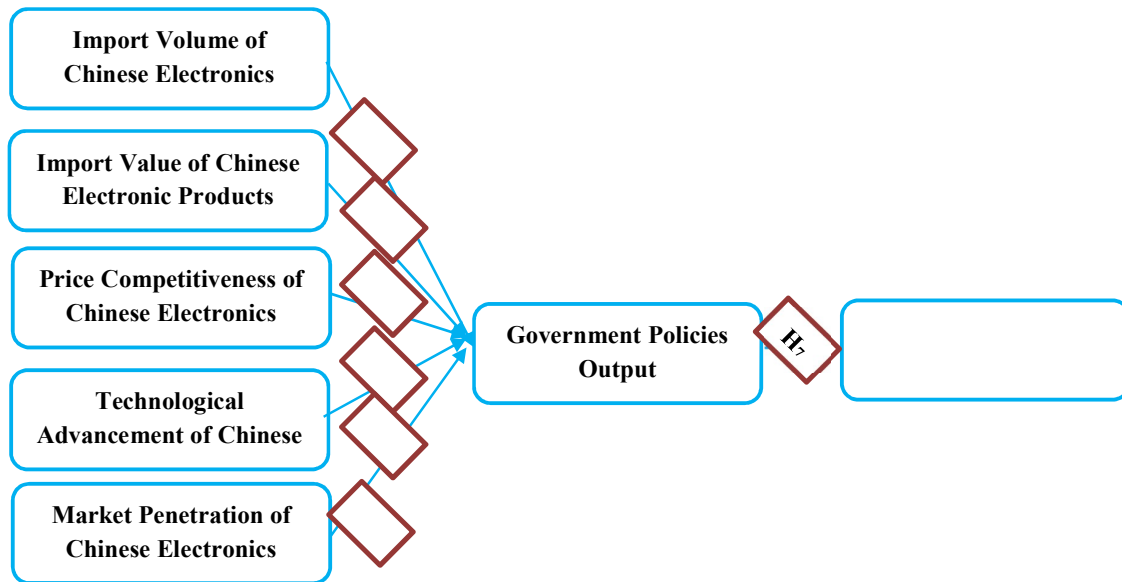 Import Volume of
Chinese Electronics
Import Value of Chinese
Electronic Products
Price Competitiveness of
Chinese Electronics
Technological
Advancement of Chinese
Market Penetration of
Chinese Electronics
Government Policies
Output
H₇